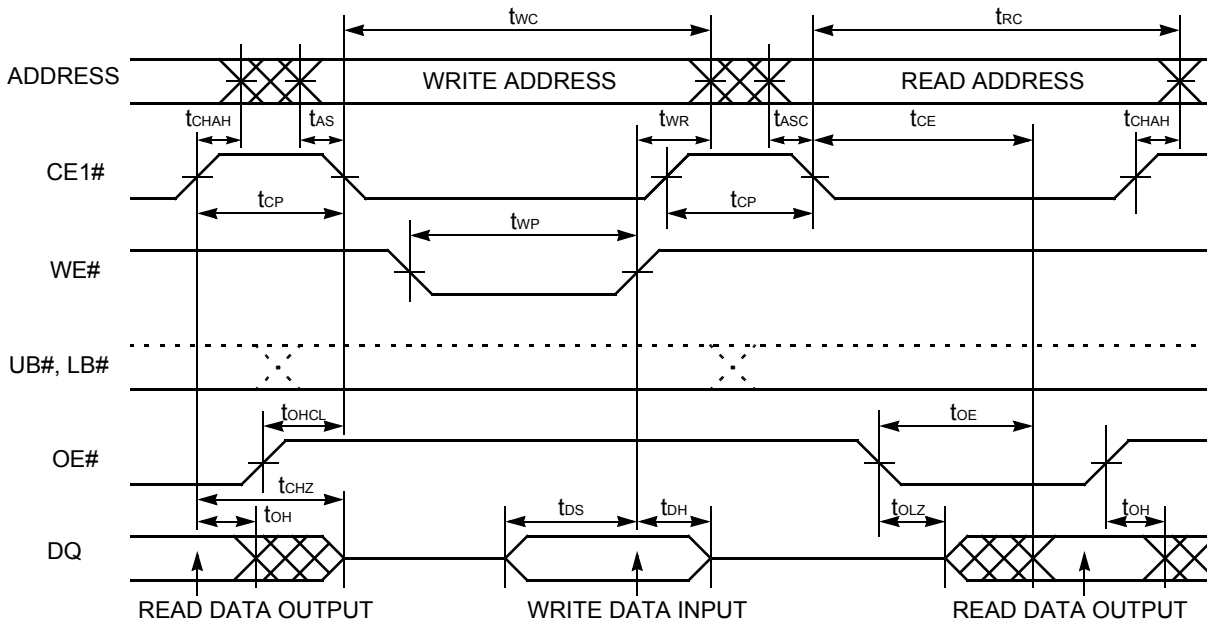 tWC tRC
ADDRESS WRITE ADDRESS READ ADDRESS
tCHAH tAS tWR tASC tCE tCHAH
CE1#
tCP tCP
tWP
WE#
UB#, LB#
tOHCL tOE
OE#
tCHZ
tOH tDS tDH tOLZ tOH
DQ
READ DATA OUTPUT WRITE DATA INPUT READ DATA OUTPUT